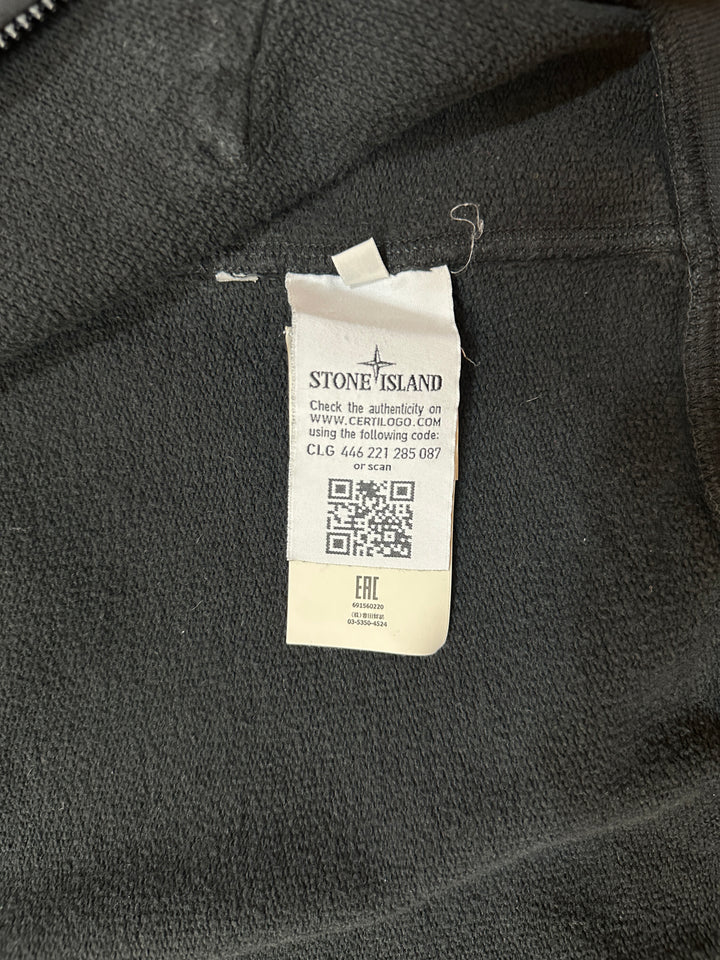 STONE ISLAND
Check the authenticity on
WWW.CERTILOGO.COM
using the following code:
CLG 446 221 285 087
or scan
EAC
691560220
03-5350-4524